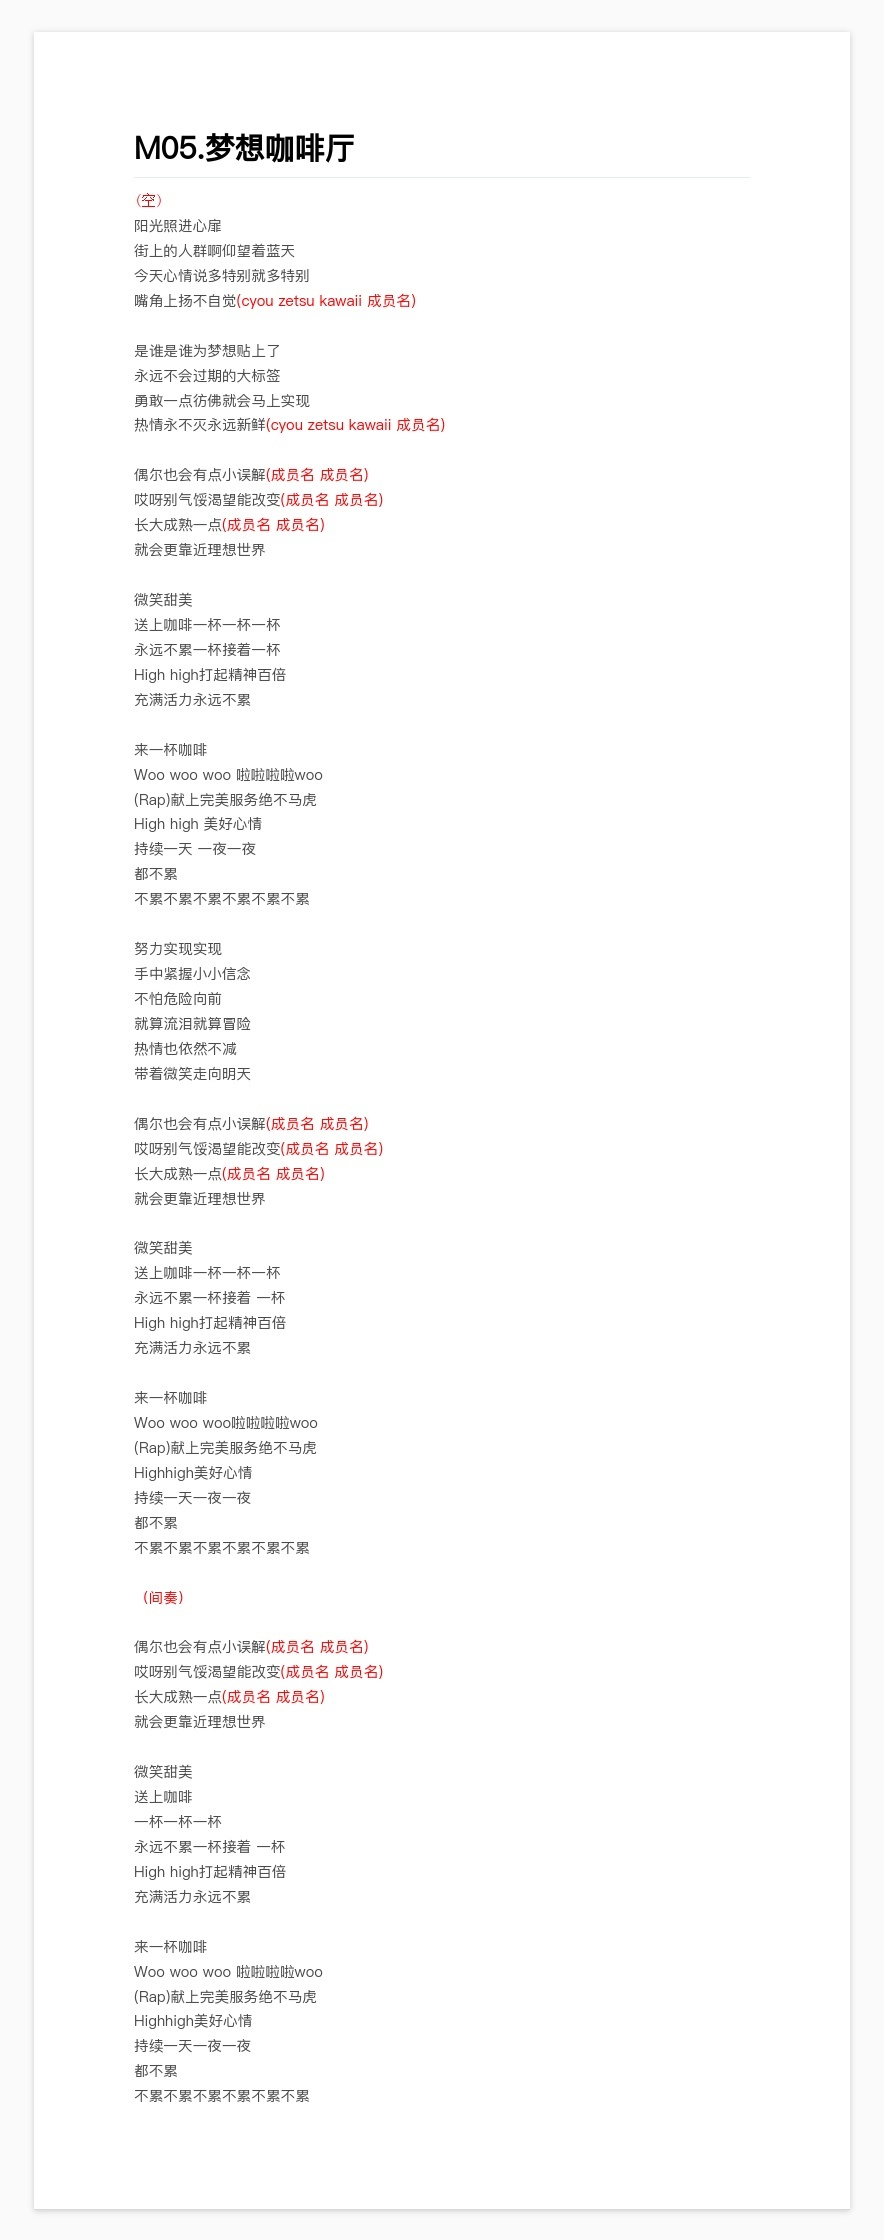 M05.梦想咖啡厅
（空）
阳光照进心扉
街上的人群啊仰望着蓝天
今天心情说多特别就多特别
嘴角上扬不自觉(cyou zetsu kawaii 成员名)
是谁是谁为梦想贴上了
永远不会过期的大标签
勇敢一点彷佛就会马上实现
热情永不灭永远新鲜(cyou zetsu kawaii 成员名)
偶尔也会有点小误解(成员名 成员名)
哎呀别气馁渴望能改变(成员名 成员名)
长大成熟一点(成员名 成员名)
就会更靠近理想世界
微笑甜美
送上咖啡一杯一杯一杯
永远不累一杯接着一杯
High high打起精神百倍
充满活力永远不累
来一杯咖啡
Woo woo woo 啦啦啦啦woo
(Rap)献上完美服务绝不马虎
High high 美好心情
持续一天 一夜一夜
都不累
不累不累不累不累不累不累
努力实现实现
手中紧握小小信念
不怕危险向前
就算流泪就算冒险
热情也依然不减
带着微笑走向明天
偶尔也会有点小误解(成员名 成员名)
哎呀别气馁渴望能改变(成员名 成员名)
长大成熟一点(成员名 成员名)
就会更靠近理想世界
微笑甜美
送上咖啡一杯一杯一杯
永远不累一杯接着 一杯
High high打起精神百倍
充满活力永远不累
来一杯咖啡
Woo woo woo啦啦啦啦woo
(Rap)献上完美服务绝不马虎
Highhigh美好心情
持续一天一夜一夜
都不累
不累不累不累不累不累不累
（间奏）
偶尔也会有点小误解(成员名 成员名)
哎呀别气馁渴望能改变(成员名 成员名)
长大成熟一点(成员名 成员名)
就会更靠近理想世界
微笑甜美
送上咖啡
一杯一杯一杯
永远不累一杯接着 一杯
High high打起精神百倍
充满活力永远不累
来一杯咖啡
Woo woo woo 啦啦啦啦woo
(Rap)献上完美服务绝不马虎
Highhigh美好心情
持续一天一夜一夜
都不累
不累不累不累不累不累不累